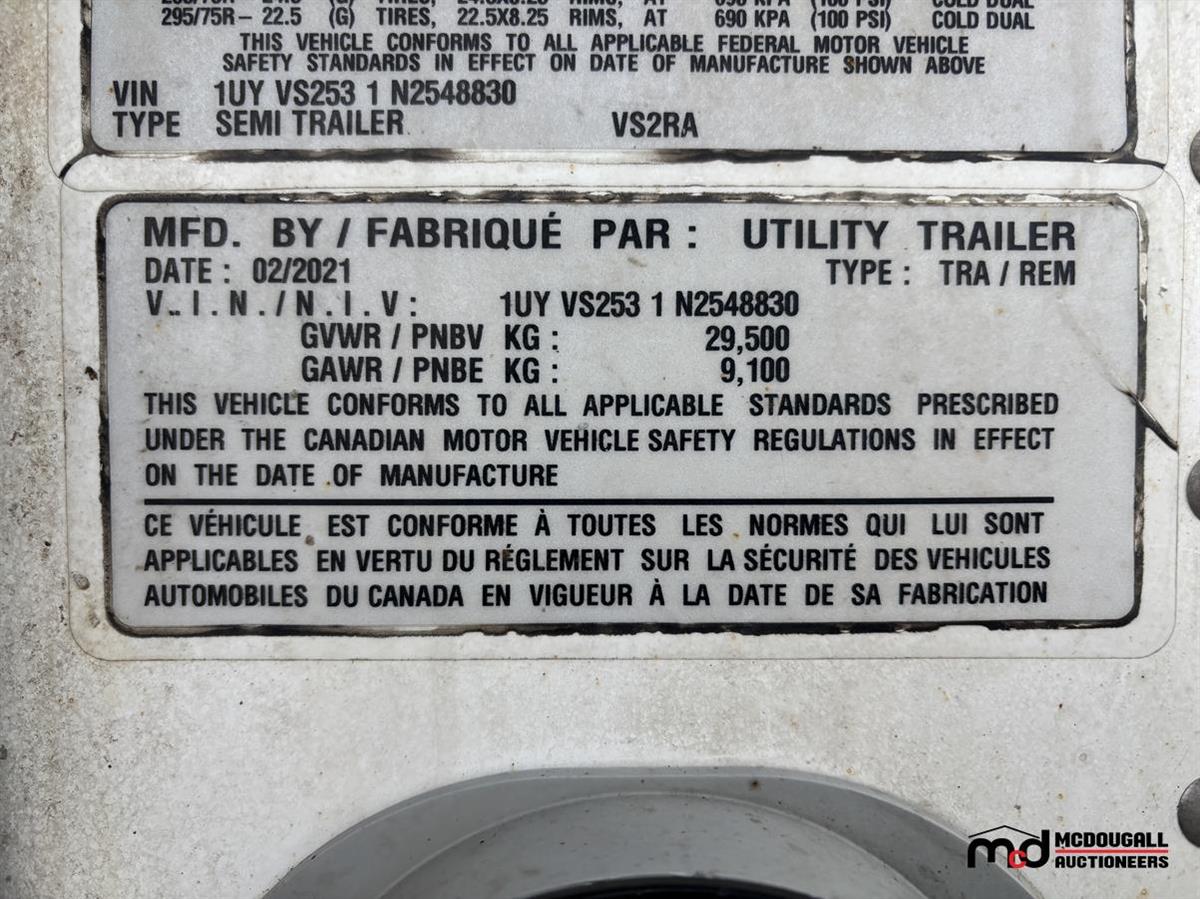 295/75R – 22.5 (G) TIRES, 22.5X8.25 RIMS, AT 690 KPA (100 PSI) COLD DUAL
THIS VEHICLE CONFORMS TO ALL APPLICABLE FEDERAL MOTOR VEHICLE
SAFETY STANDARDS IN EFFECT ON DATE OF MANUFACTURE SHOWN ABOVE
VIN 1UY VS253 1 N2548830
TYPE SEMI TRAILER VS2RA
MFD. BY / FABRIQUÉ PAR : UTILITY TRAILER
DATE : 02/2021 TYPE : TRA / REM
V. I . N . / N . I . V : 1UY VS253 1 N2548830
GVWR / PNBV KG : 29,500
GAWR / PNBE KG : 9,100
THIS VEHICLE CONFORMS TO ALL APPLICABLE STANDARDS PRESCRIBED
UNDER THE CANADIAN MOTOR VEHICLE SAFETY REGULATIONS IN EFFECT
ON THE DATE OF MANUFACTURE
CE VÉHICULE EST CONFORME À TOUTES LES NORMES QUI LUI SONT
APPLICABLES EN VERTU DU RÉGLEMENT SUR LA SÉCURITÉ DES VEHICULES
AUTOMOBILES DU CANADA EN VIGUEUR À LA DATE DE SA FABRICATION
mcd MCDOUGALL
AUCTIONEERS